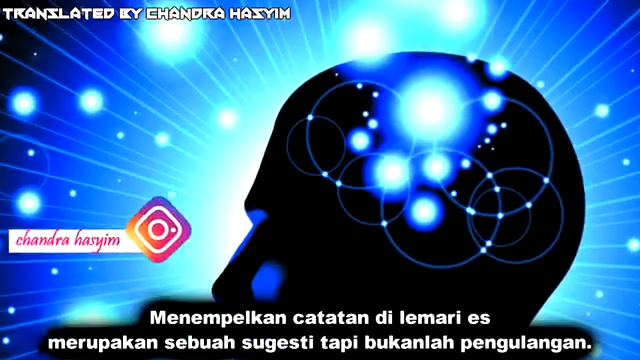 TRANSLATED BY CHANDRA HASYIM
chandra hasyim
Menempelkan catatan di lemari es
merupakan sebuah sugesti tapi bukanlah pengulangan.